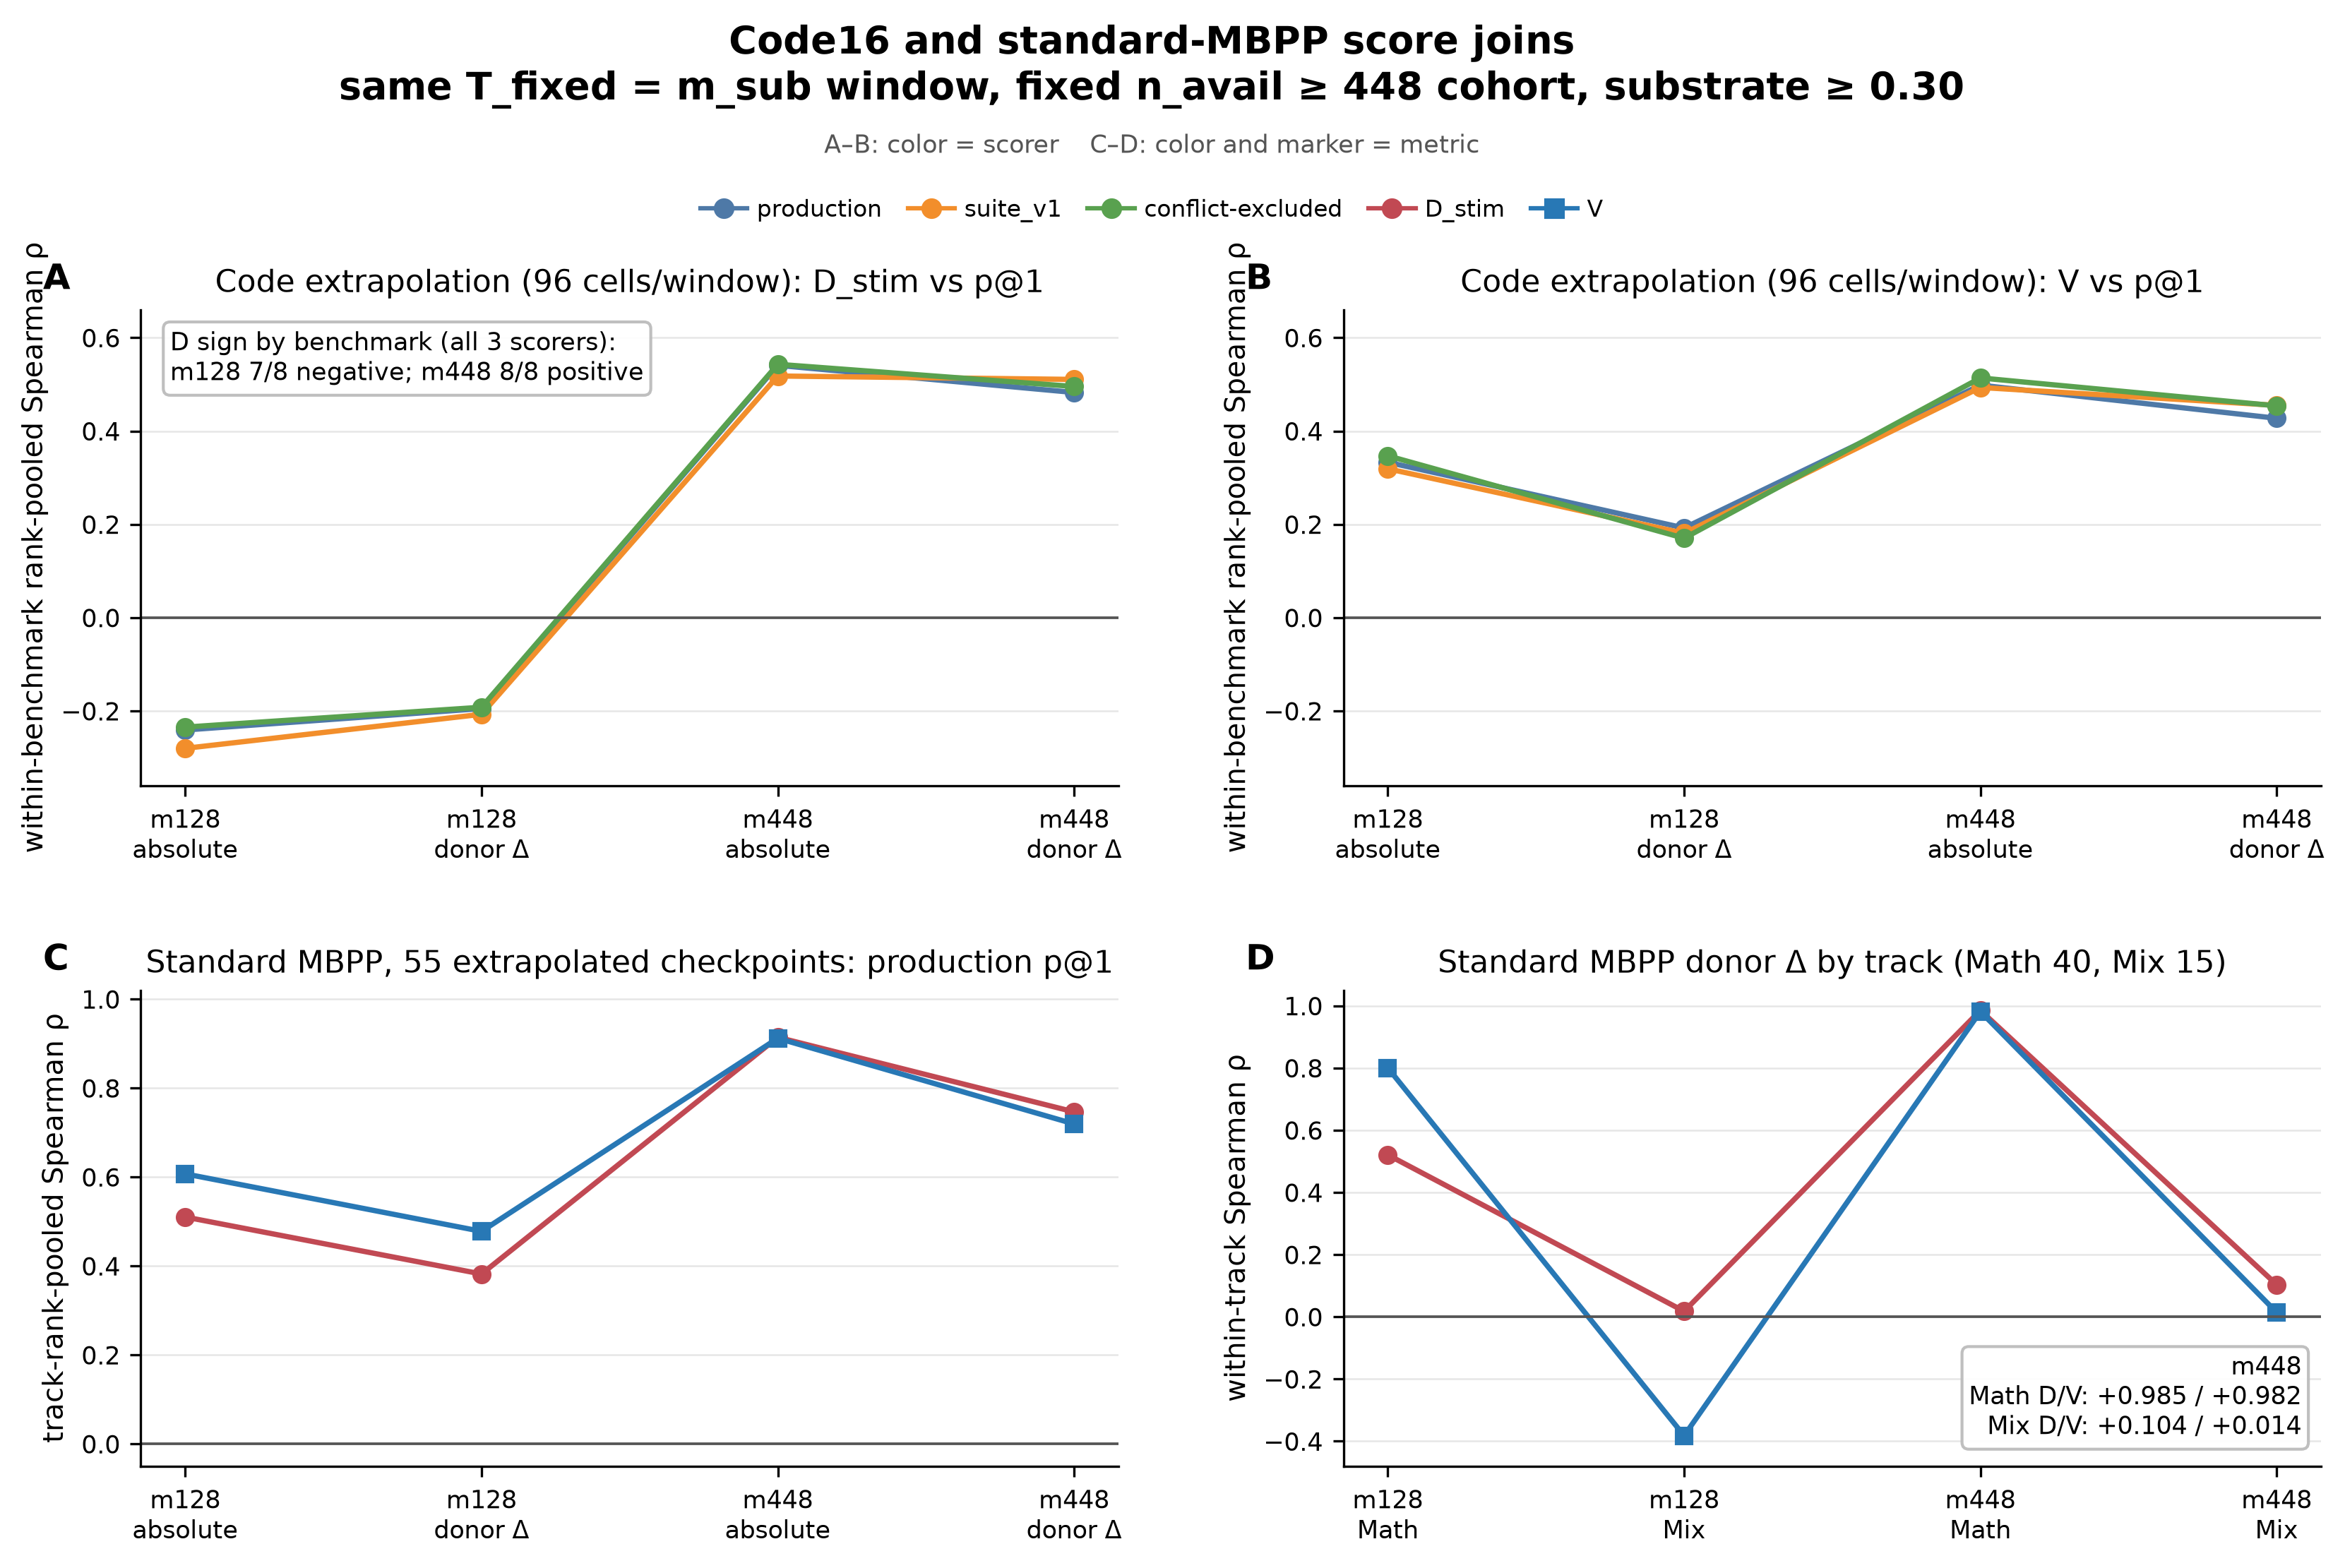 Code16 and standard-MBPP score joins
same T_fixed = m_sub window, fixed n_avail ≥ 448 cohort, substrate ≥ 0.30
A–B: color = scorer    C–D: color and marker = metric
production
suite_v1
conflict-excluded
D_stim
V
A
Code extrapolation (96 cells/window): D_stim vs p@1
within-benchmark rank-pooled Spearman ρ
0.6
0.4
0.2
0.0
−0.2
D sign by benchmark (all 3 scorers):
m128 7/8 negative; m448 8/8 positive
m128
absolute
m128
donor Δ
m448
absolute
m448
donor Δ
B
Code extrapolation (96 cells/window): V vs p@1
within-benchmark rank-pooled Spearman ρ
0.6
0.4
0.2
0.0
−0.2
m128
absolute
m128
donor Δ
m448
absolute
m448
donor Δ
C
Standard MBPP, 55 extrapolated checkpoints: production p@1
track-rank-pooled Spearman ρ
1.0
0.8
0.6
0.4
0.2
0.0
m128
absolute
m128
donor Δ
m448
absolute
m448
donor Δ
D
Standard MBPP donor Δ by track (Math 40, Mix 15)
within-track Spearman ρ
1.0
0.8
0.6
0.4
0.2
0.0
−0.2
−0.4
m448
Math D/V: +0.985 / +0.982
Mix D/V: +0.104 / +0.014
m128
Math
m128
Mix
m448
Math
m448
Mix